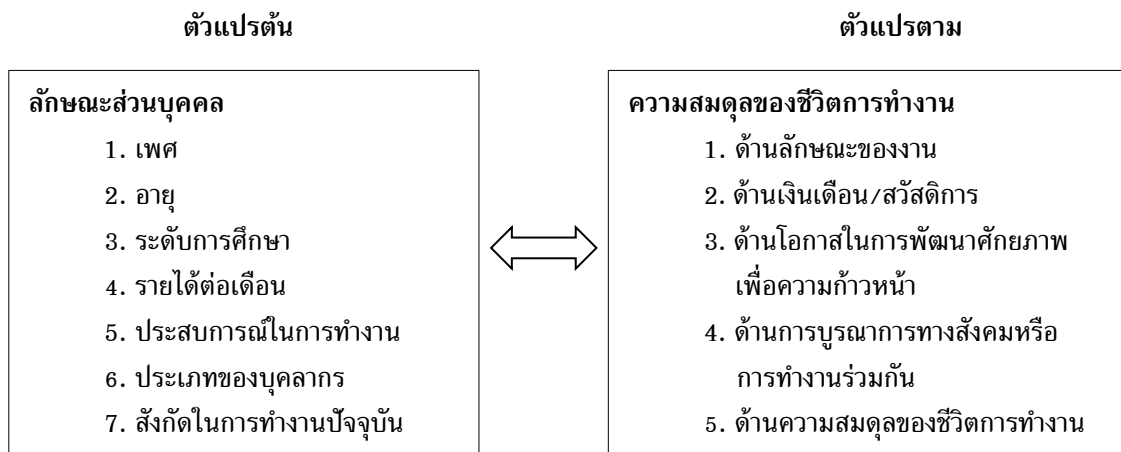 ตัวแปรต้น
ลักษณะส่วนบุคคล
1. เพศ
2. อายุ
3. ระดับการศึกษา
4. รายได้ต่อเดือน
5. ประสบการณ์ในการทำงาน
6. ประเภทของบุคลากร
7. สังกัดในการทำงานปัจจุบัน
ตัวแปรตาม
ความสมดุลของชีวิตการทำงาน
1. ด้านลักษณะของงาน
2. ด้านเงินเดือน/สวัสดิการ
3. ด้านโอกาสในการพัฒนาศักยภาพ
เพื่อความก้าวหน้า
4. ด้านการบูรณาการทางสังคมหรือ
การทำงานร่วมกัน
5. ด้านความสมดุลของชีวิตการทำงาน